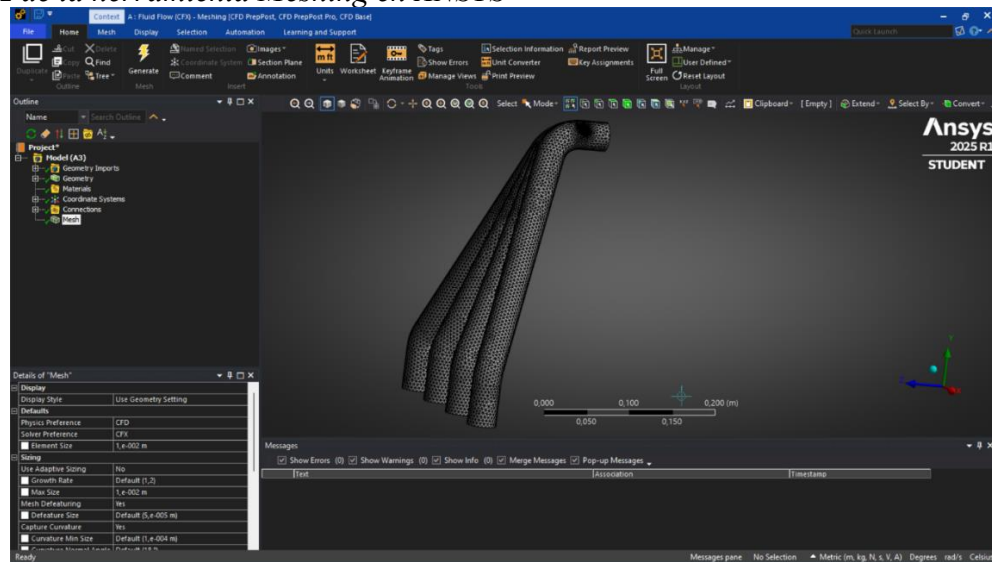 de la herramienta Meshing en ANSYS
Context A : Fluid Flow (CFX) - Meshing [CFD PrepPost, CFD PrepPost Pro, CFD Base]
File Home Mesh Display Selection Automation Learning and Support Quick Launch
Duplicate Cut Copy Paste Delete Find Tree Outline
Generate Mesh
Named Selection Coordinate System Comment Images Section Plane Annotation Insert
Units Worksheet Keyframe Animation Tags Show Errors Manage Views Selection Information Unit Converter Print Preview Report Preview Key Assignments Tools
Full Screen Manage User Defined Reset Layout Layout
Outline
Name Search Outline
Select Mode Clipboard [ Empty ] Extend Select By Convert
Project*
Model (A3)
Geometry Imports
Geometry
Materials
Coordinate Systems
Connections
Mesh
Ansys
2025 R1
STUDENT
0,000 0,100 0,200 (m)
0,050 0,150
Details of "Mesh"
Display
Display Style Use Geometry Setting
Defaults
Physics Preference CFD
Solver Preference CFX
Element Size 1,e-002 m
Sizing
Use Adaptive Sizing No
Growth Rate Default (1,2)
Max Size 1,e-002 m
Mesh Defeaturing Yes
Defeature Size Default (5,e-005 m)
Capture Curvature Yes
Curvature Min Size Default (1,e-004 m)
Messages
Show Errors (0) Show Warnings (0) Show Info (0) Merge Messages Pop-up Messages
Text Association Timestamp
Ready Messages pane No Selection Metric (m, kg, N, s, V, A) Degrees rad/s Celsius